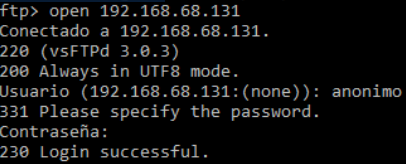 ftp> open 192.168.68.131
Conectado a 192.168.68.131.
220 (vsFTPd 3.0.3)
200 Always in UTF8 mode.
Usuario (192.168.68.131:(none)): anonimo
331 Please specify the password.
Contraseña:
230 Login successful.